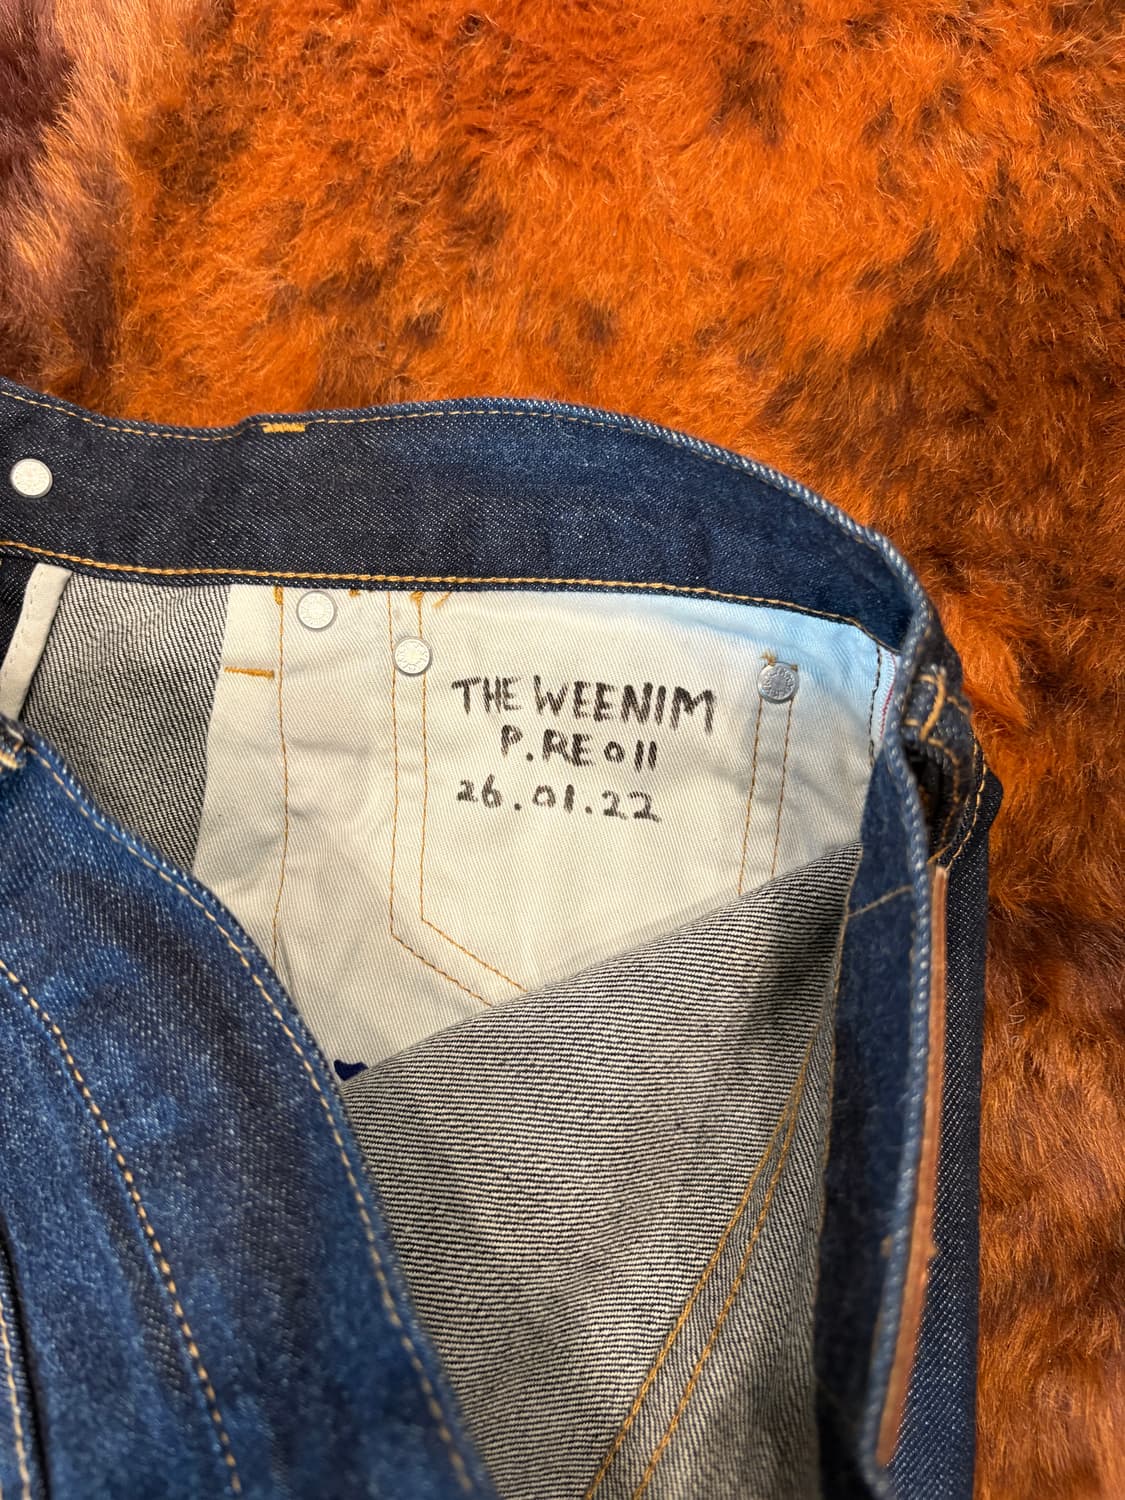 THE WEENIM
P.RE011
26.01.22